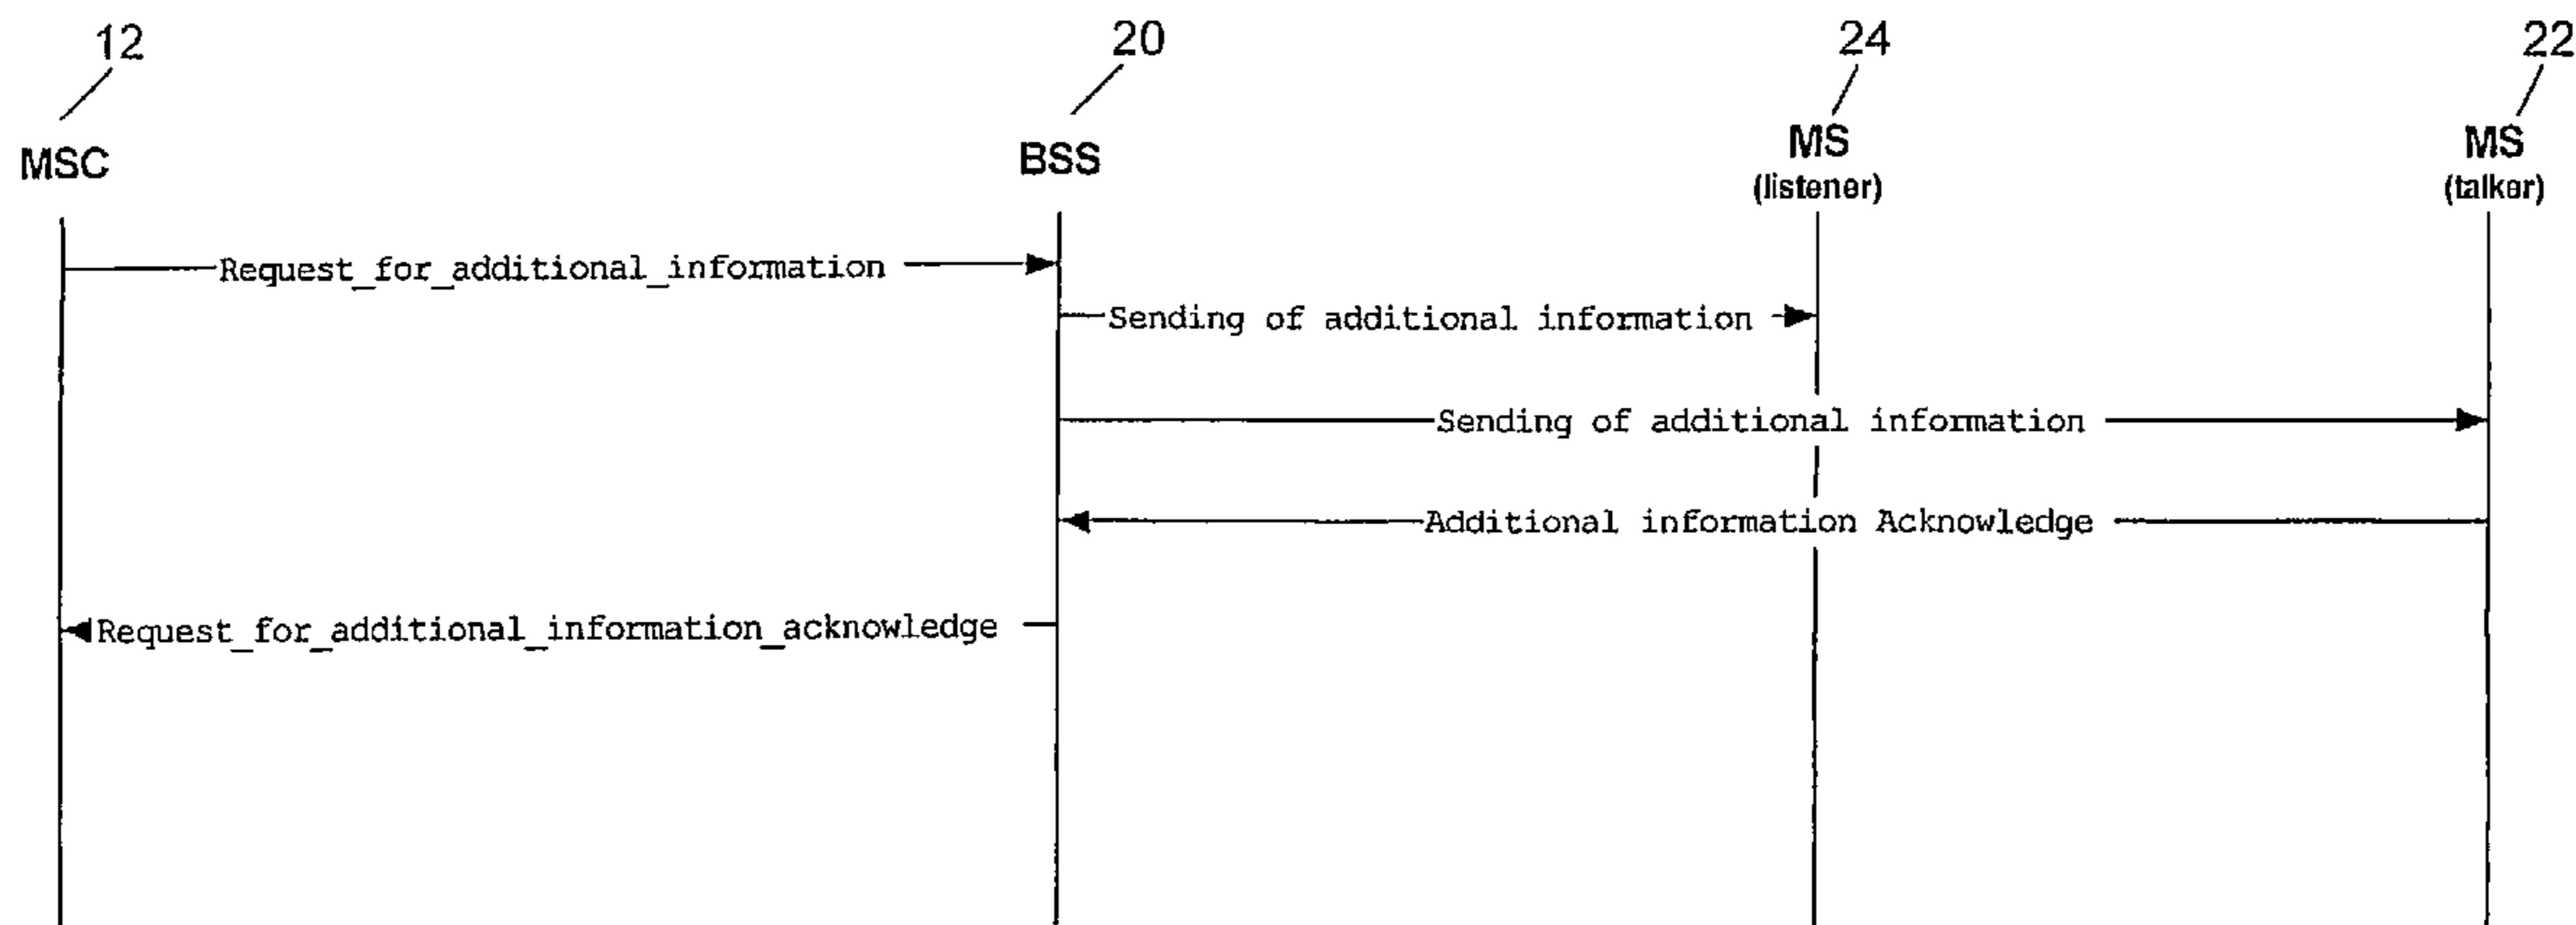 12
20
24
22
MSC
BSS
MS
(listener)
MS
(talker)
Request_for_additional_information
Sending of additional information
Sending of additional information
Additional information Acknowledge
Request_for_additional_information_acknowledge